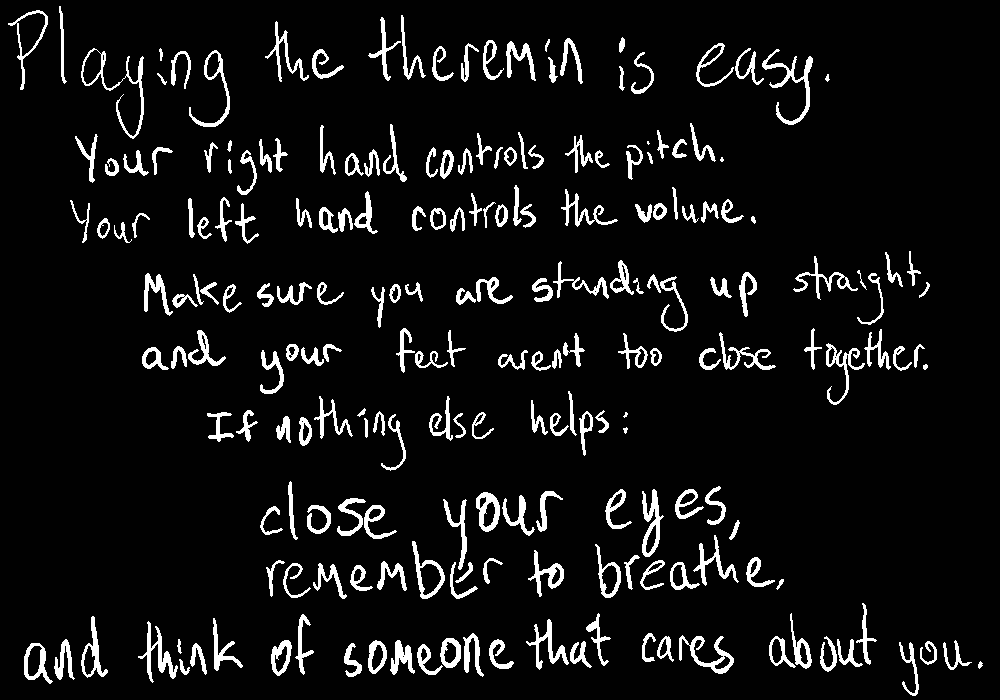 Playing the theremin is easy.
Your right hand controls the pitch.
Your left hand controls the volume.
Make sure you are standing up straight,
and your feet aren't too close together.
If nothing else helps:
close your eyes,
remember to breathe,
and think of someone that cares about you.